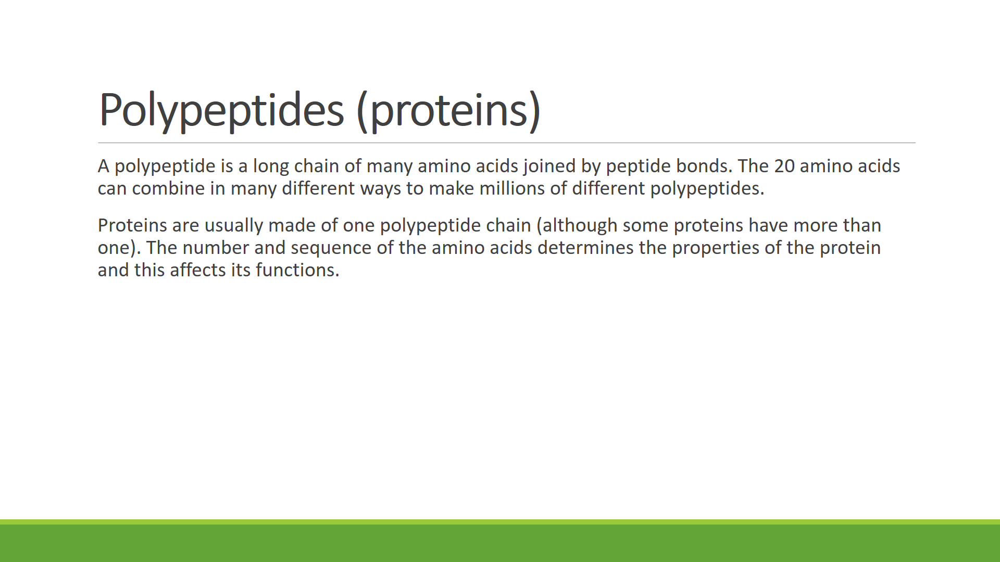 Polypeptides (proteins)
A polypeptide is a long chain of many amino acids joined by peptide bonds. The 20 amino acids
can combine in many different ways to make millions of different polypeptides.
Proteins are usually made of one polypeptide chain (although some proteins have more than
one). The number and sequence of the amino acids determines the properties of the protein
and this affects its functions.